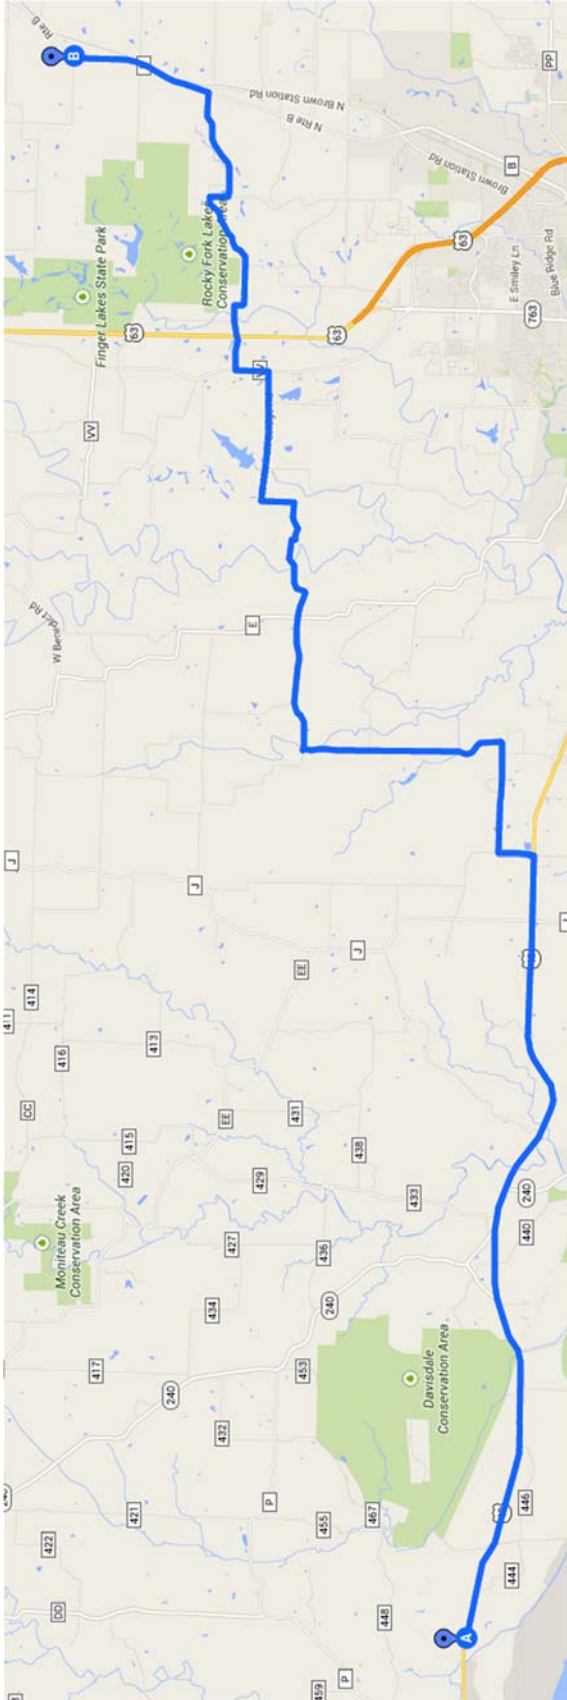 Rte B
B
N Brown Station Rd
N Rte B
Brown Station Rd
PP
B
Rocky Fork Lakes
Conservation Area
Finger Lakes State Park
63
63
63
E Smiley Ln
Blue Ridge Rd
763
VV
VV
W Benedict Rd
E
J
J
J
EE
414
411
416
413
CC
EE
431
415
420
438
429
433
240
440
Moniteau Creek
Conservation Area
427
436
434
240
417
453
240
432
Davisdale
Conservation Area
P
421
455
467
446
422
444
DD
448
A
P
459